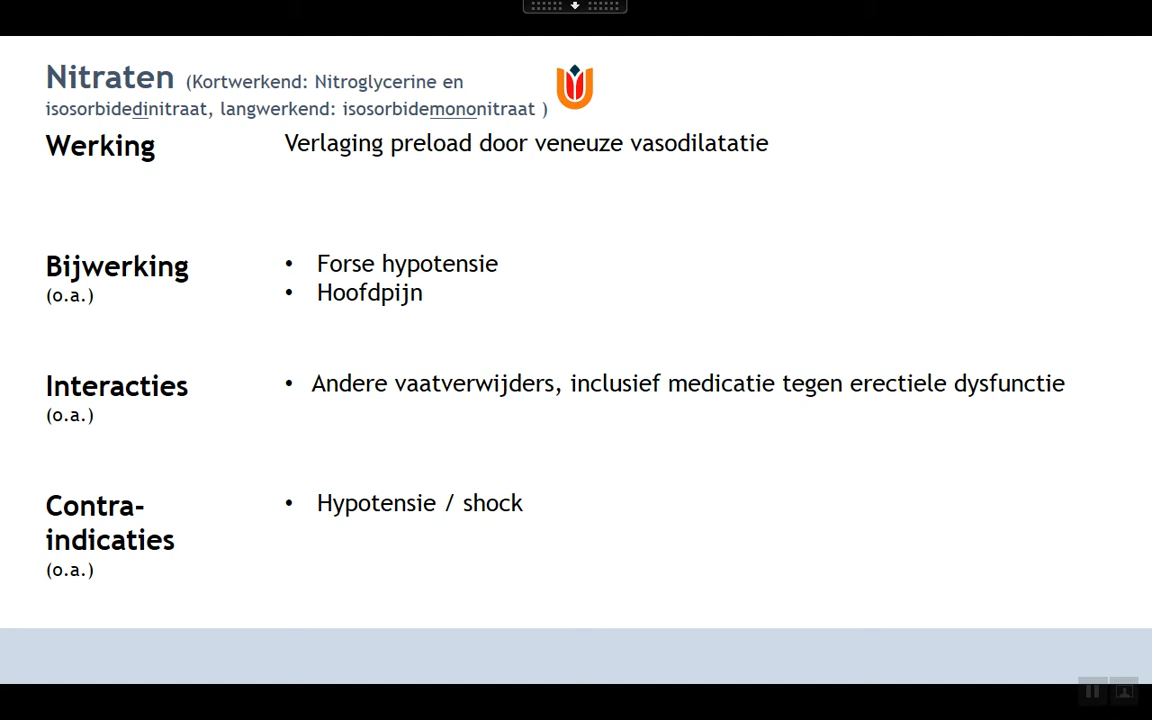 Nitraten (Kortwerkend: Nitroglycerine en
isosorbidedinitraat, langwerkend: isosorbidemononitraat )
Werking
Verlaging preload door veneuze vasodilatatie
Bijwerking
(o.a.)
• Forse hypotensie
• Hoofdpijn
Interacties
(o.a.)
• Andere vaatverwijders, inclusief medicatie tegen erectiele dysfunctie
Contra-
indicaties
(o.a.)
• Hypotensie / shock